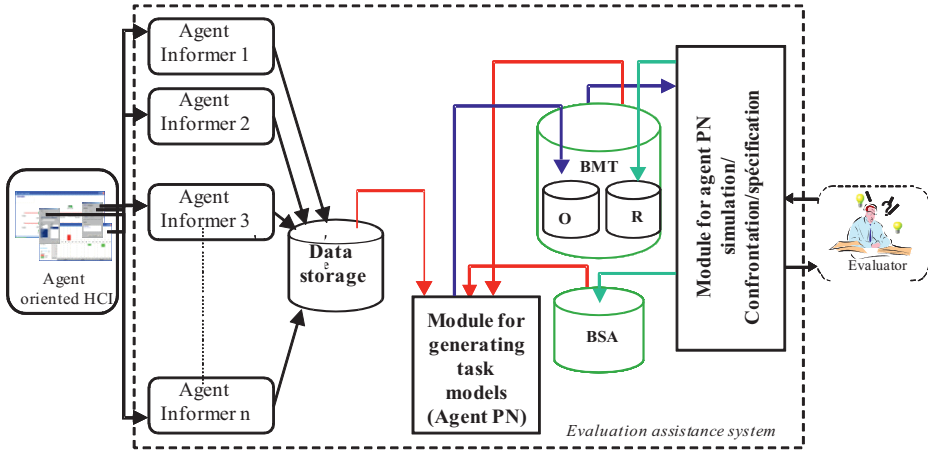 Agent
Informer 1
Agent
Informer 2
Agent
Informer 3
Agent
Informer n
Agent
oriented HCI
Data
storage
Module for
generating
task
models
(Agent PN)
BMT
O
R
BSA
Module for agent PN
simulation/
Confrontation/spécification
Evaluator
Evaluation assistance system